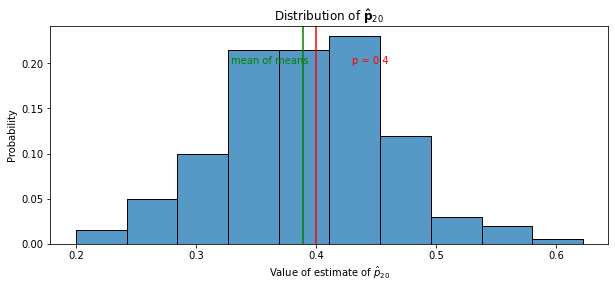 Distribution of p̂₂₀
mean of means
p = 0.4
Probability
0.20
0.15
0.10
0.05
0.00
0.2 0.3 0.4 0.5 0.6
Value of estimate of p̂₂₀